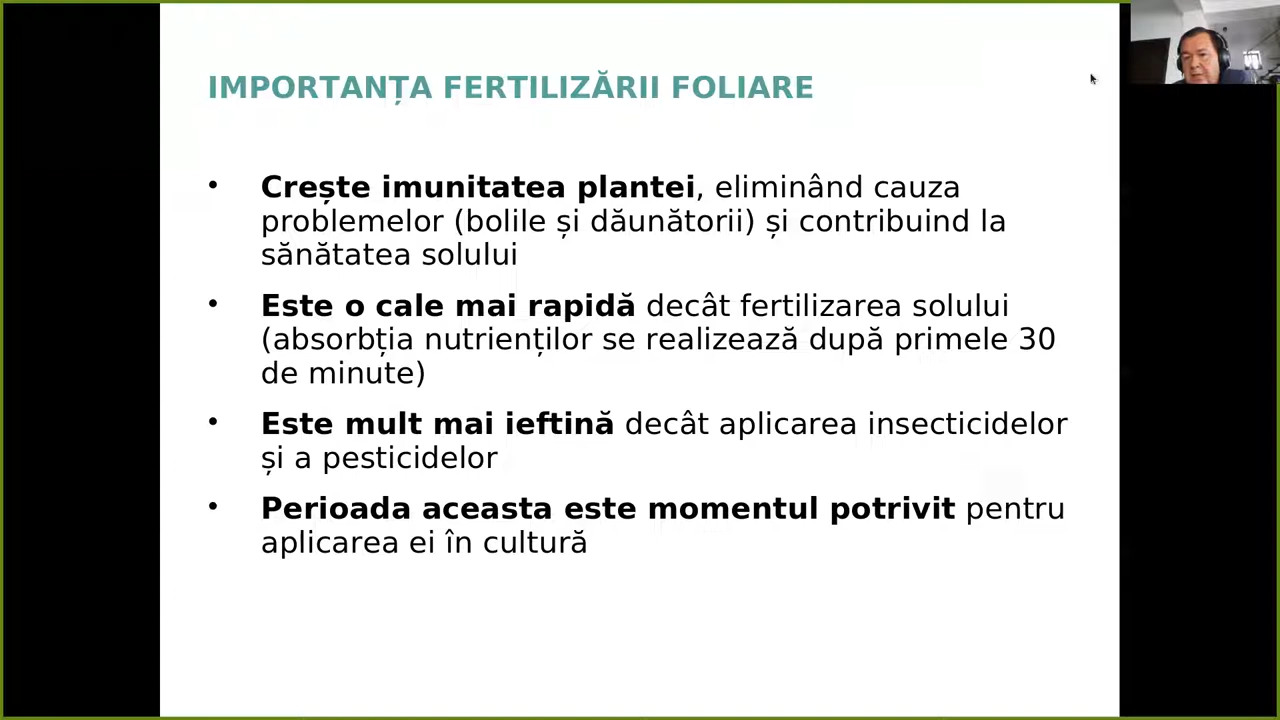 IMPORTANȚA FERTILIZĂRII FOLIARE
• Crește imunitatea plantei, eliminând cauza
problemelor (bolile și dăunătorii) și contribuind la
sănătatea solului
• Este o cale mai rapidă decât fertilizarea solului
(absorbția nutrienților se realizează după primele 30
de minute)
• Este mult mai ieftină decât aplicarea insecticidelor
și a pesticidelor
• Perioada aceasta este momentul potrivit pentru
aplicarea ei în cultură